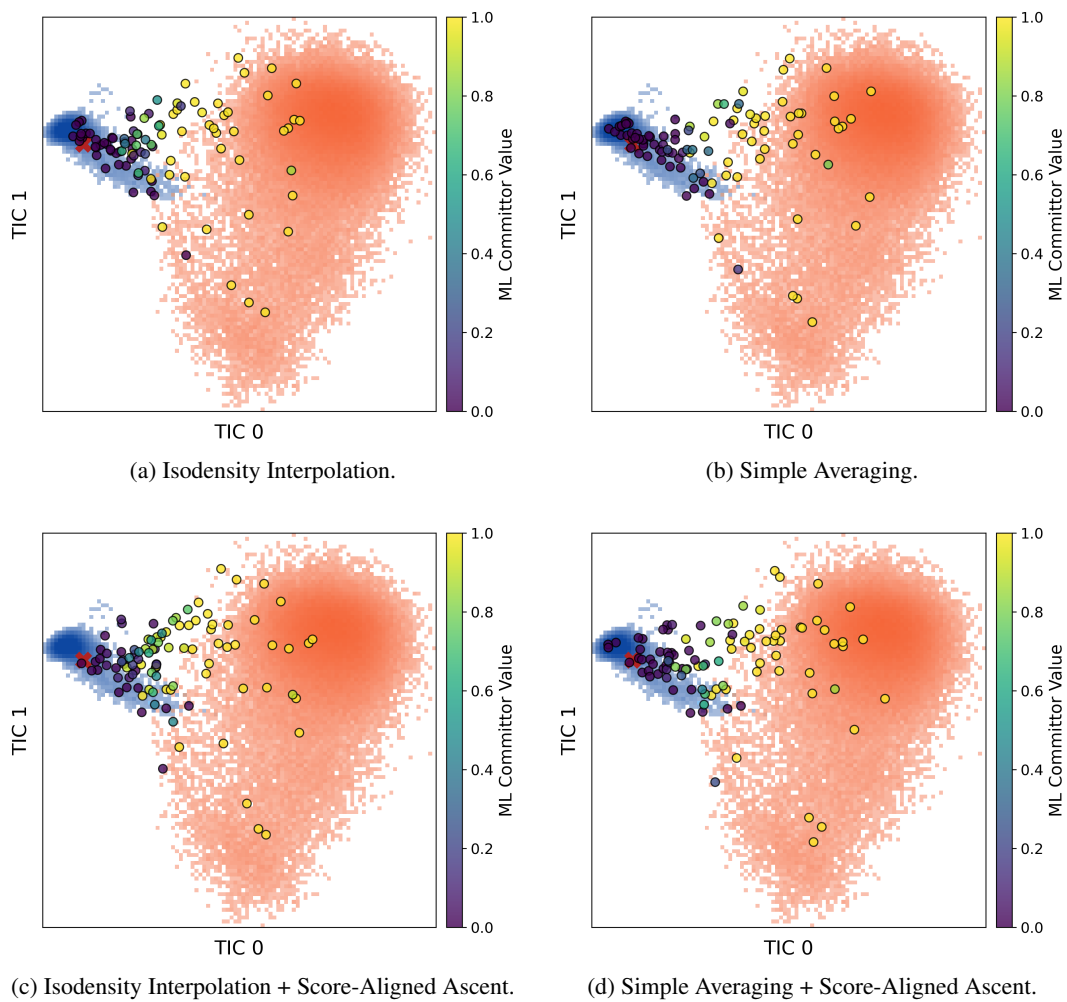 1.0
0.8
0.6
0.4
0.2
0.0
ML Committor Value
TIC 1
TIC 0
(a) Isodensity Interpolation.
1.0
0.8
0.6
0.4
0.2
0.0
ML Committor Value
TIC 1
TIC 0
(b) Simple Averaging.
1.0
0.8
0.6
0.4
0.2
0.0
ML Committor Value
TIC 1
TIC 0
(c) Isodensity Interpolation + Score-Aligned Ascent.
1.0
0.8
0.6
0.4
0.2
0.0
ML Committor Value
TIC 1
TIC 0
(d) Simple Averaging + Score-Aligned Ascent.